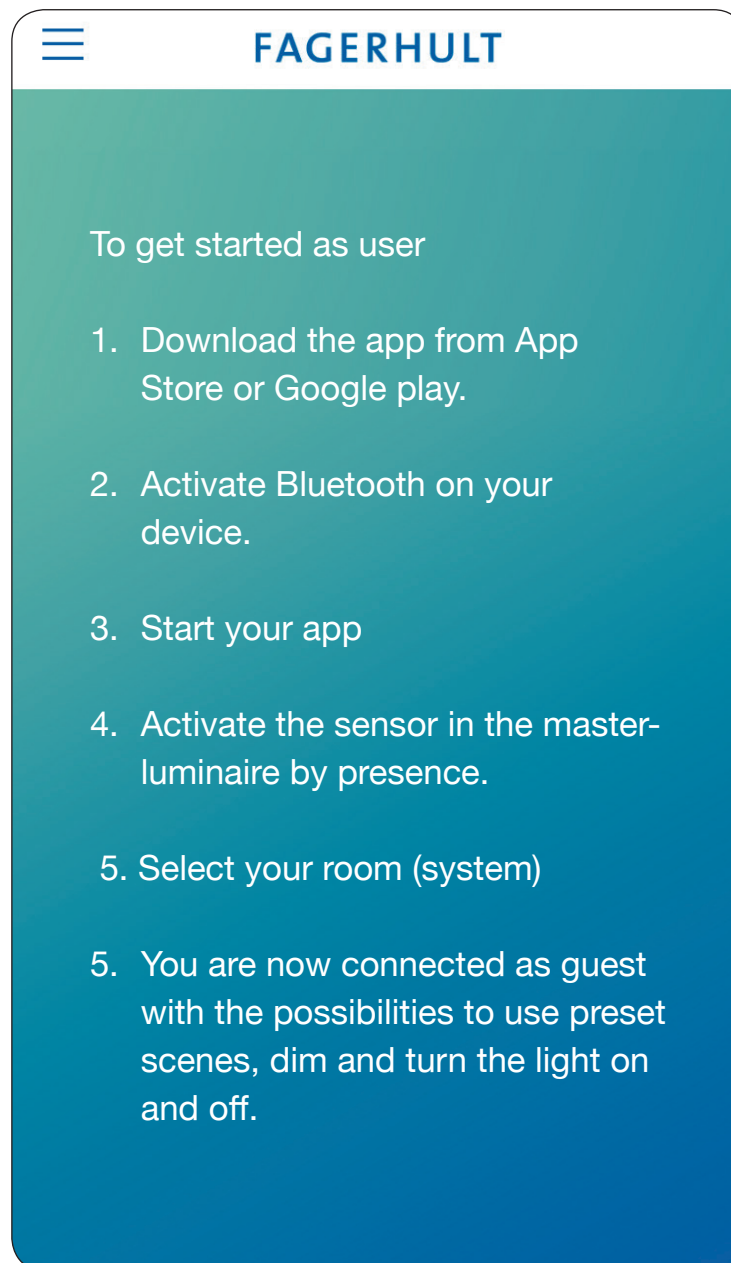 FAGERHULT
To get started as user
1. Download the app from App
Store or Google play.
2. Activate Bluetooth on your
device.
3. Start your app
4. Activate the sensor in the master-
luminaire by presence.
5. Select your room (system)
5. You are now connected as guest
with the possibilities to use preset
scenes, dim and turn the light on
and off.